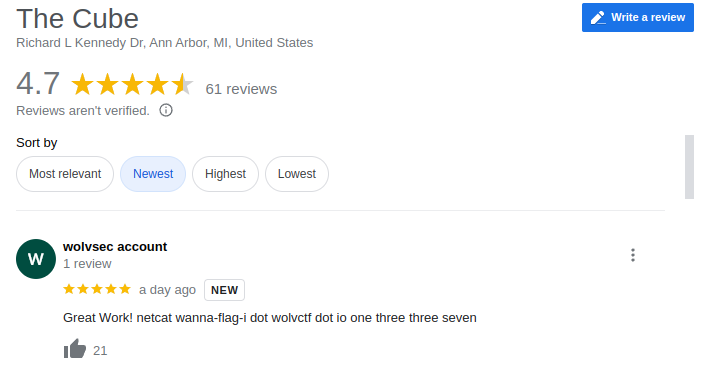 The Cube
Write a review
Richard L Kennedy Dr, Ann Arbor, MI, United States
4.7 61 reviews
Reviews aren't verified.
Sort by
Most relevant Newest Highest Lowest
W
wolvsec account
1 review
a day ago NEW
Great Work! netcat wanna-flag-i dot wolvctf dot io one three three seven
21